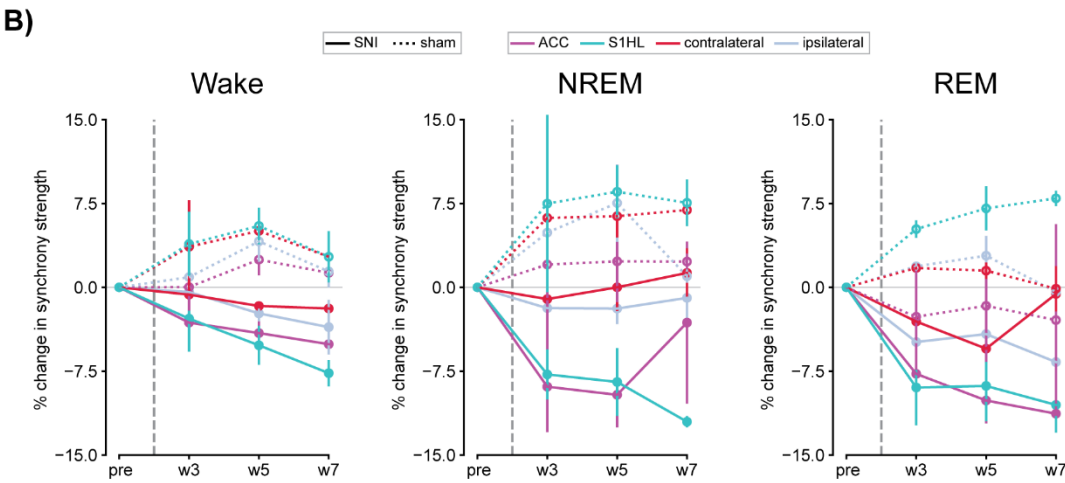 B)
SNI sham ACC S1HL contralateral ipsilateral
Wake NREM REM
% change in synchrony strength
15.0
7.5
0.0
−7.5
−15.0
pre w3 w5 w7
% change in synchrony strength
15.0
7.5
0.0
−7.5
−15.0
pre w3 w5 w7
% change in synchrony strength
15.0
7.5
0.0
−7.5
−15.0
pre w3 w5 w7